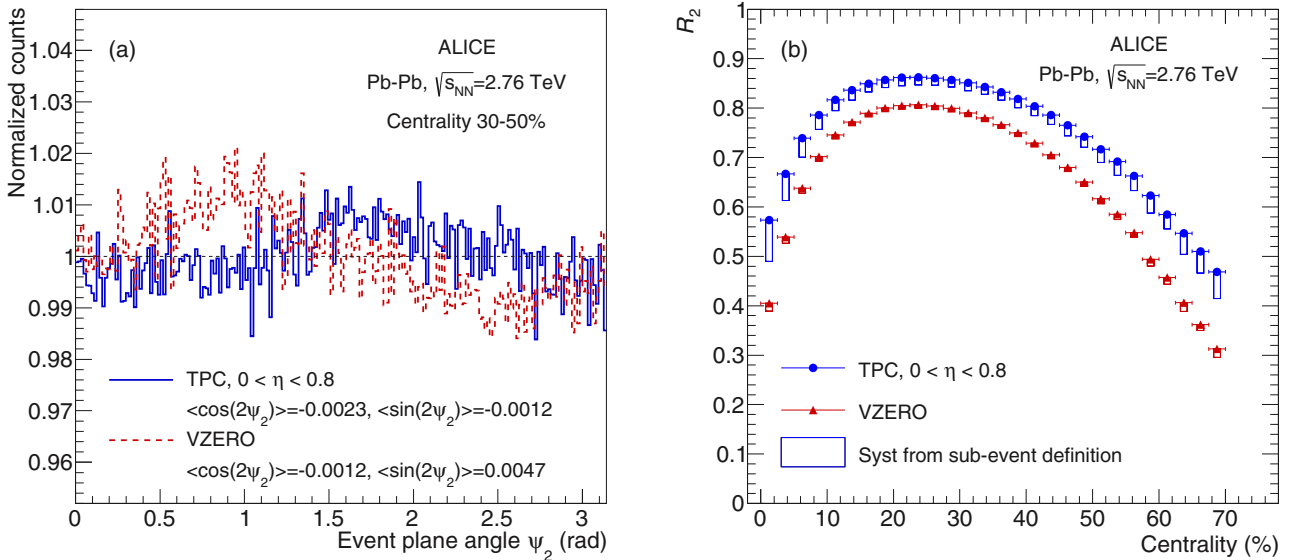 Normalized counts
1.04
1.03
1.02
1.01
1
0.99
0.98
0.97
0.96
(a)
ALICE
Pb-Pb, √sNN=2.76 TeV
Centrality 30-50%
TPC, 0 < η < 0.8
<cos(2ψ2)>=-0.0023, <sin(2ψ2)>=-0.0012
VZERO
<cos(2ψ2)>=-0.0012, <sin(2ψ2)>=0.0047
0 0.5 1 1.5 2 2.5 3
Event plane angle ψ2 (rad)
R2
1
0.9
0.8
0.7
0.6
0.5
0.4
0.3
0.2
0.1
0
(b)
ALICE
Pb-Pb, √sNN=2.76 TeV
TPC, 0 < η < 0.8
VZERO
Syst from sub-event definition
0 10 20 30 40 50 60 70
Centrality (%)